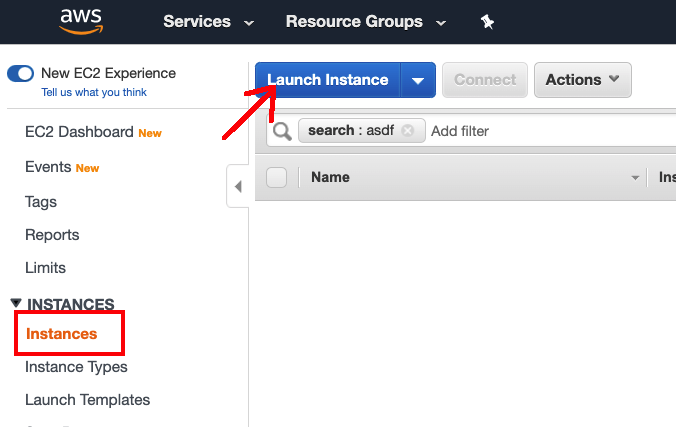 aws Services Resource Groups
New EC2 Experience
Tell us what you think
EC2 Dashboard New
Events New
Tags
Reports
Limits
INSTANCES
Instances
Instance Types
Launch Templates
Launch Instance Connect Actions
search : asdf Add filter
Name Ins